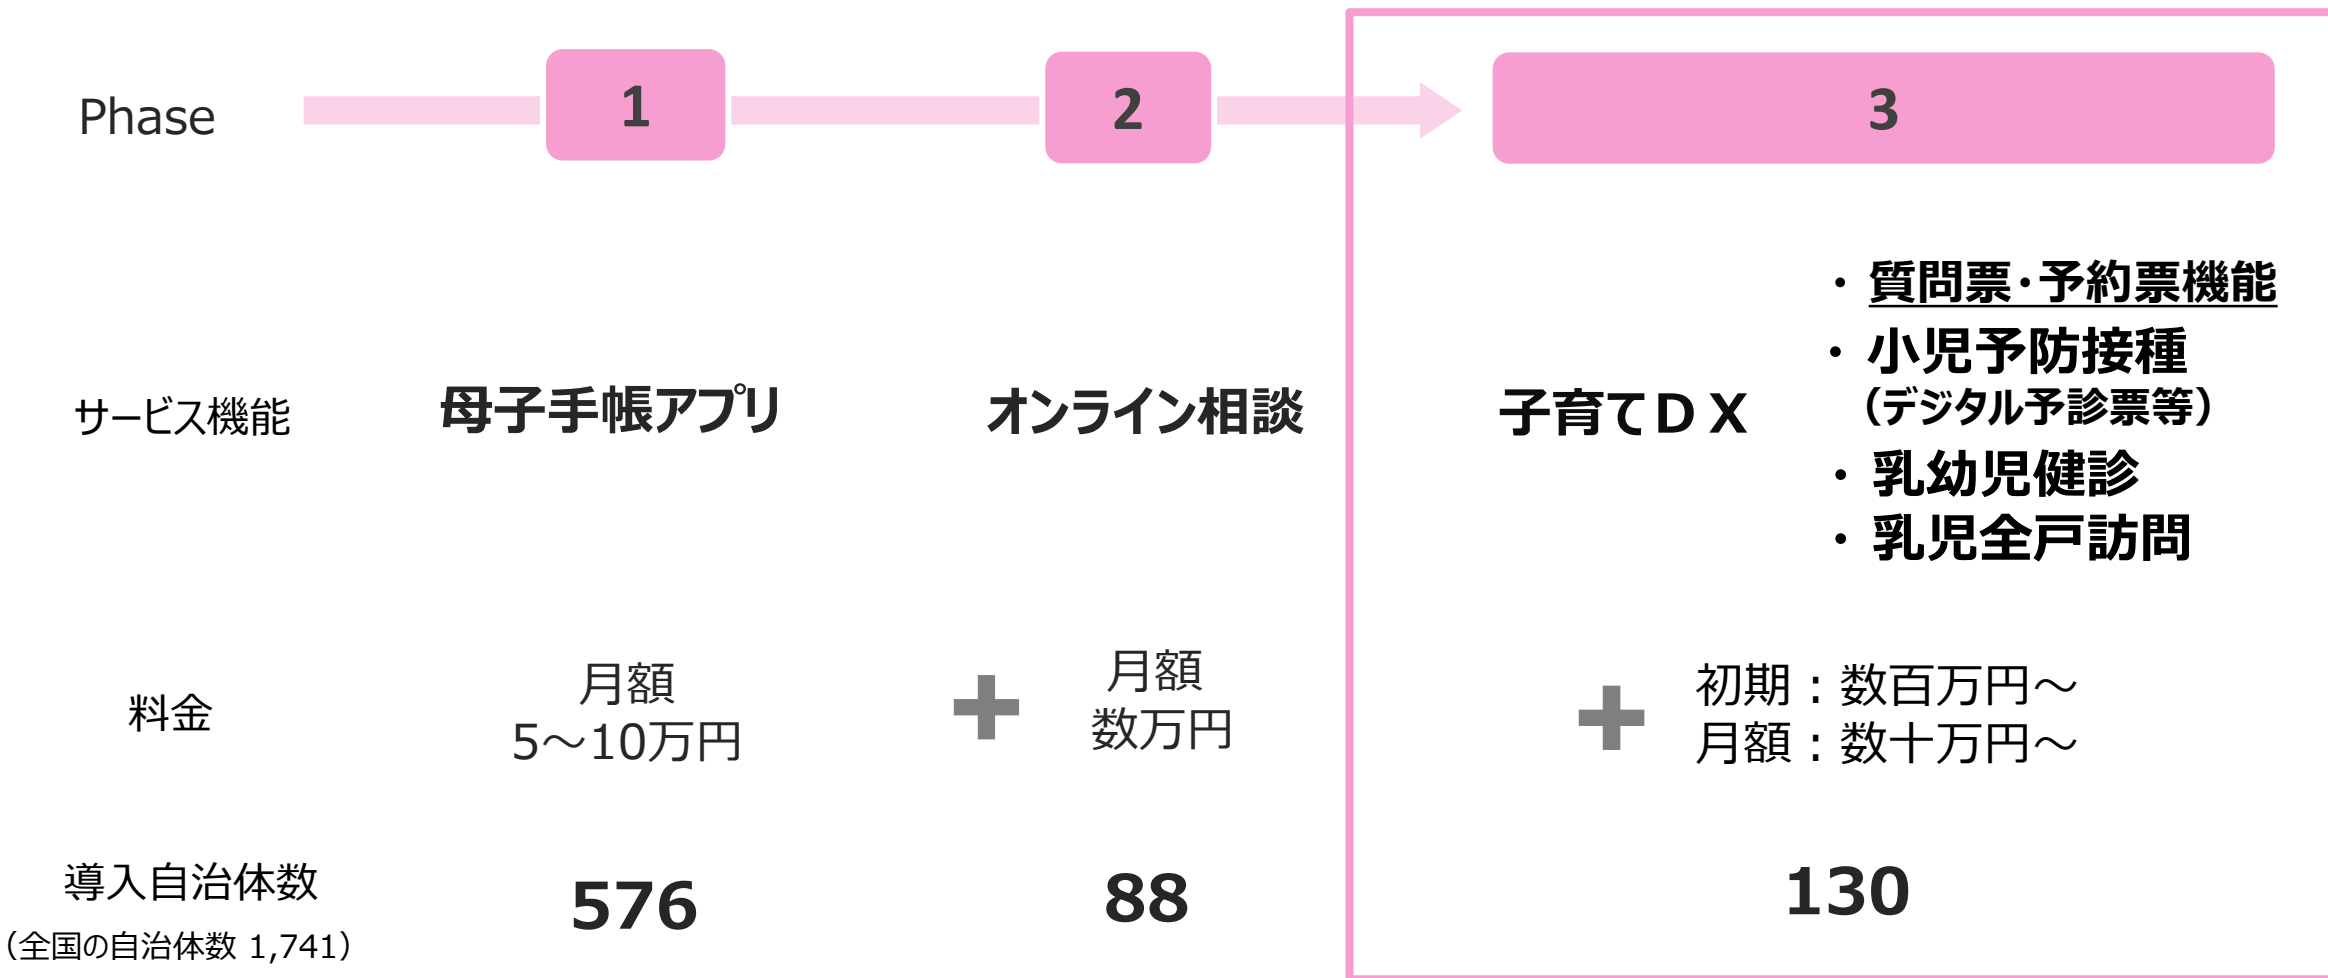 Phase
1
2
3
サービス機能
母子手帳アプリ
オンライン相談
子育てＤＸ
・質問票・予約票機能
・小児予防接種
（デジタル予診票等）
・乳幼児健診
・乳児全戸訪問
料金
月額
5～10万円
月額
数万円
初期：数百万円～
月額：数十万円～
導入自治体数
（全国の自治体数 1,741）
576
88
130